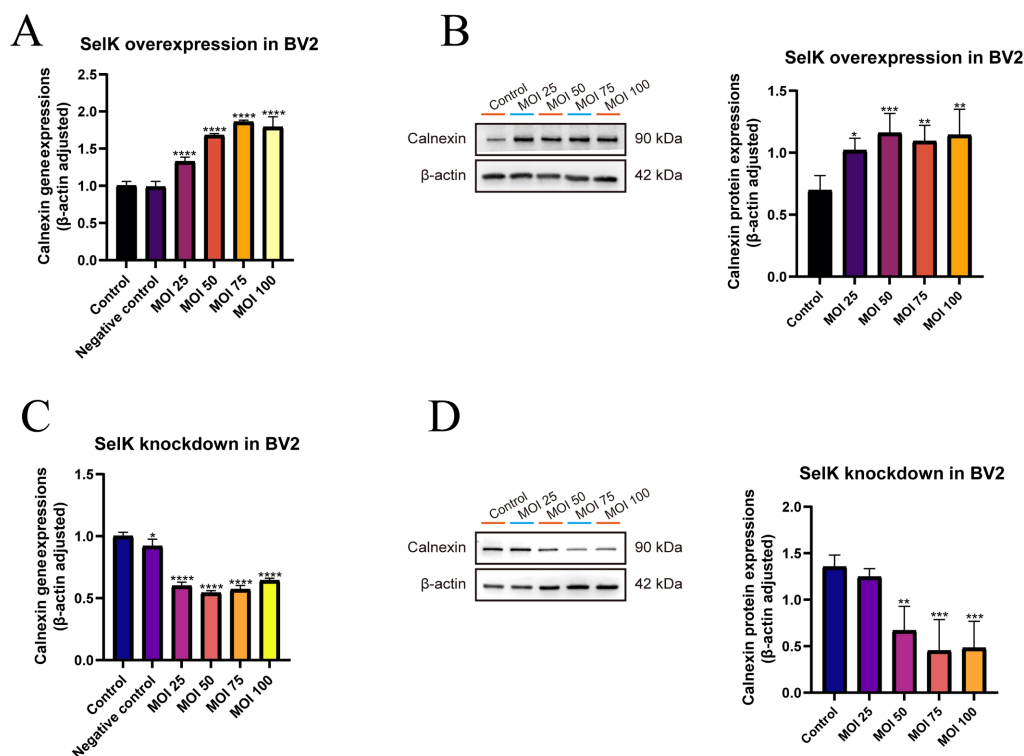 A
SelK overexpression in BV2
Calnexin geneexpressions
(β-actin adjusted)
2.5
2.0
1.5
1.0
0.5
0.0
****
****
****
****
Control
Negative control
MOI 25
MOI 50
MOI 75
MOI 100
B
Control
MOI 25
MOI 50
MOI 75
MOI 100
Calnexin
90 kDa
β-actin
42 kDa
SelK overexpression in BV2
Calnexin protein expressions
(β-actin adjusted)
1.5
1.0
0.5
0.0
*
***
**
**
Control
MOI 25
MOI 50
MOI 75
MOI 100
C
SelK knockdown in BV2
Calnexin geneexpressions
(β-actin adjusted)
1.5
1.0
0.5
0.0
*
****
****
****
****
Control
Negative control
MOI 25
MOI 50
MOI 75
MOI 100
D
Control
MOI 25
MOI 50
MOI 75
MOI 100
Calnexin
90 kDa
β-actin
42 kDa
SelK knockdown in BV2
Calnexin protein expressions
(β-actin adjusted)
2.0
1.5
1.0
0.5
0.0
**
***
***
Control
MOI 25
MOI 50
MOI 75
MOI 100